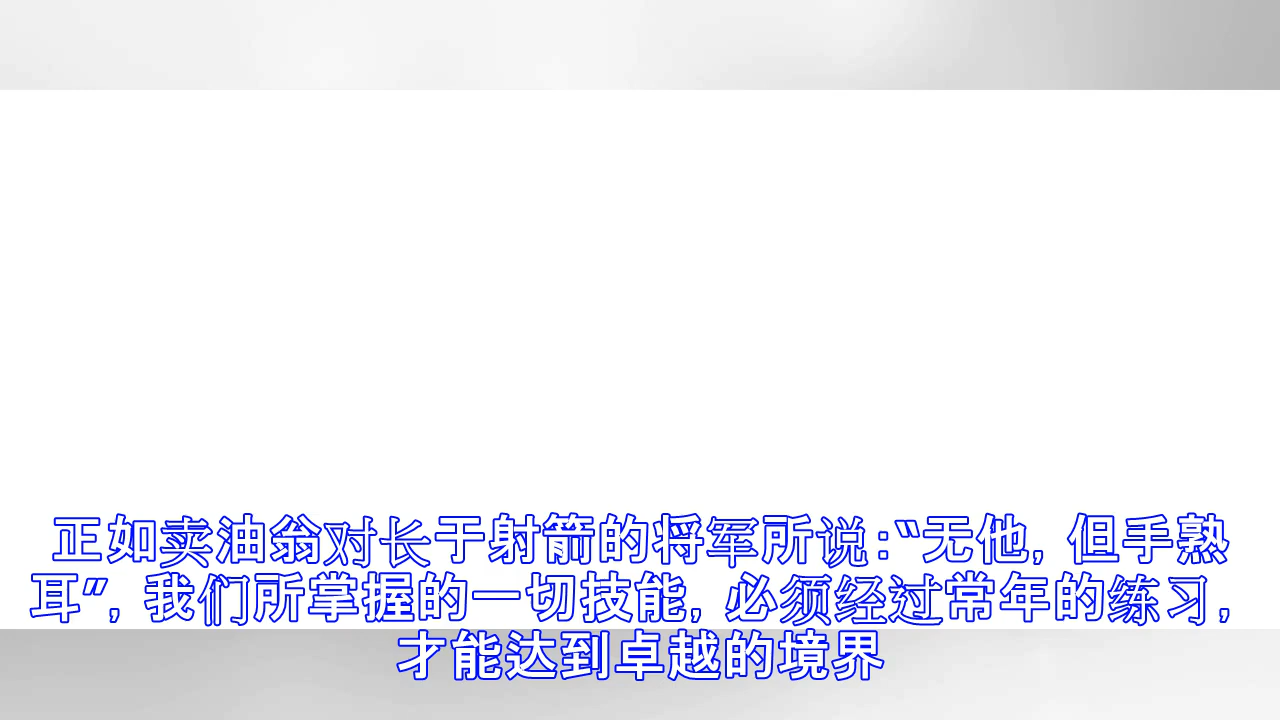 正如卖油翁对长于射箭的将军所说:“无他, 但手熟
耳”, 我们所掌握的一切技能, 必须经过常年的练习,
才能达到卓越的境界